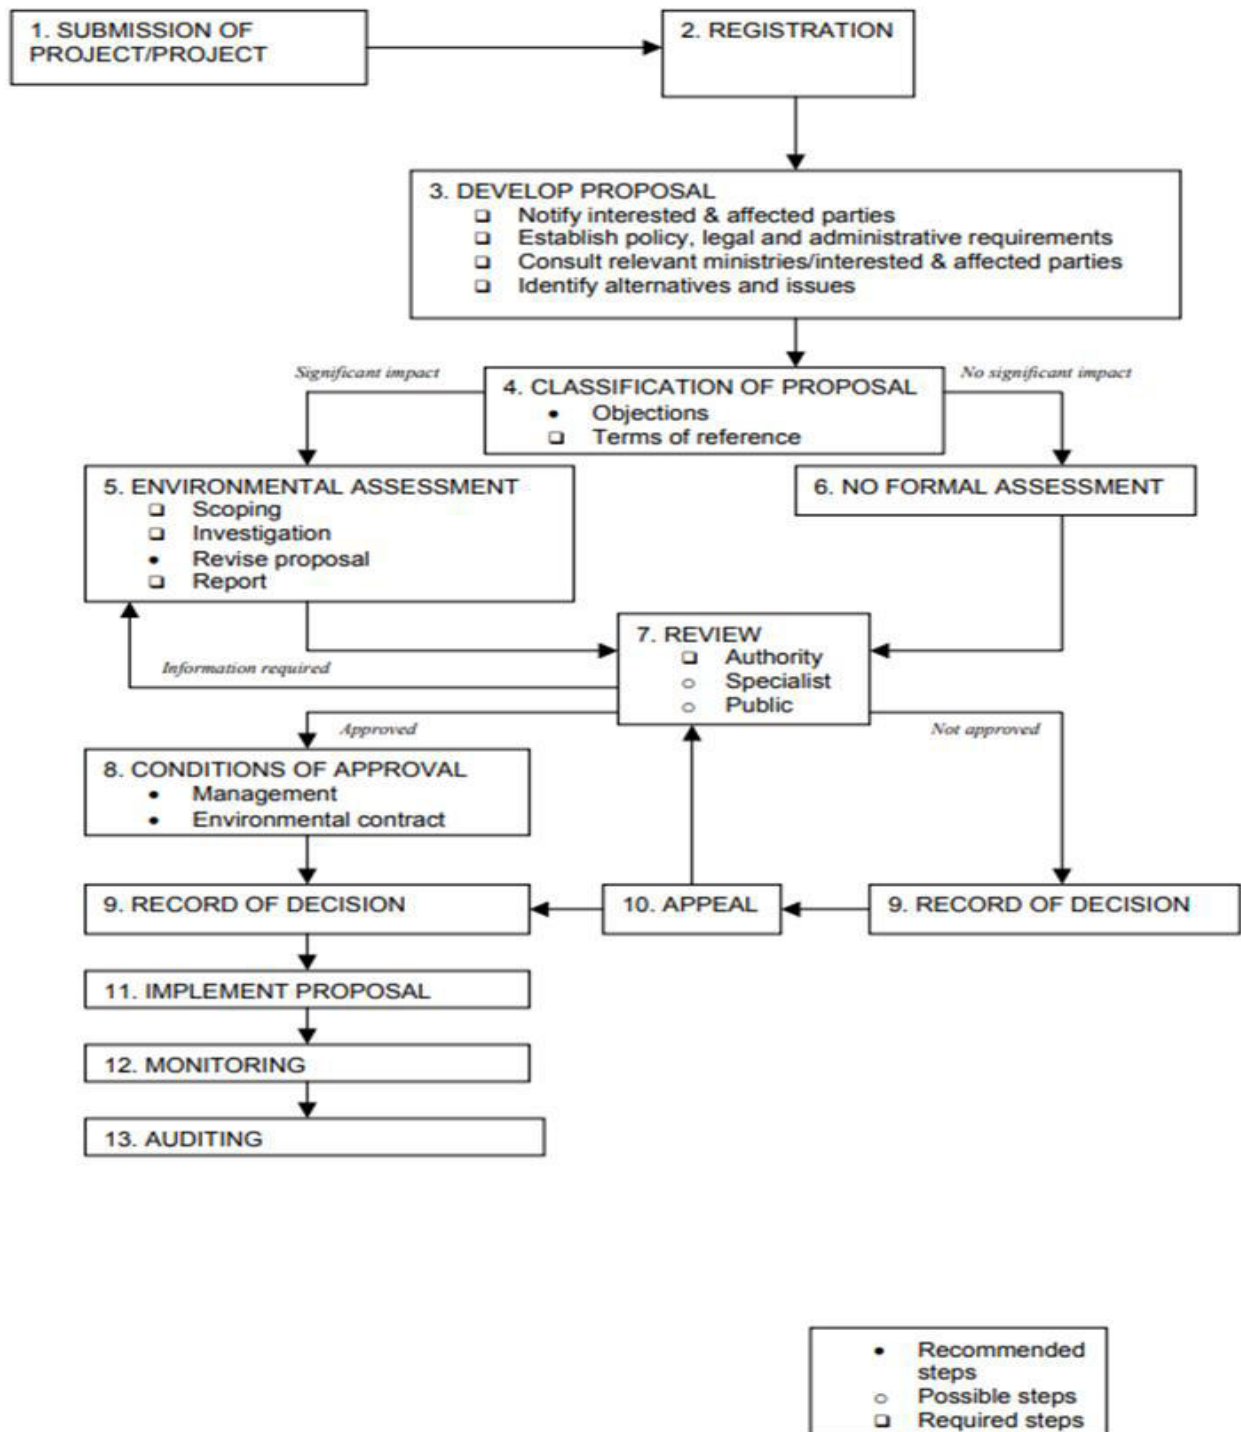 1. SUBMISSION OF
PROJECT/PROJECT
2. REGISTRATION
3. DEVELOP PROPOSAL
❑ Notify interested & affected parties
❑ Establish policy, legal and administrative requirements
❑ Consult relevant ministries/interested & affected parties
❑ Identify alternatives and issues
Significant impact
4. CLASSIFICATION OF PROPOSAL
• Objections
❑ Terms of reference
No significant impact
5. ENVIRONMENTAL ASSESSMENT
❑ Scoping
❑ Investigation
• Revise proposal
❑ Report
6. NO FORMAL ASSESSMENT
7. REVIEW
❑ Authority
○ Specialist
○ Public
Information required
Approved
Not approved
8. CONDITIONS OF APPROVAL
• Management
• Environmental contract
9. RECORD OF DECISION
10. APPEAL
9. RECORD OF DECISION
11. IMPLEMENT PROPOSAL
12. MONITORING
13. AUDITING
• Recommended
steps
○ Possible steps
❑ Required steps